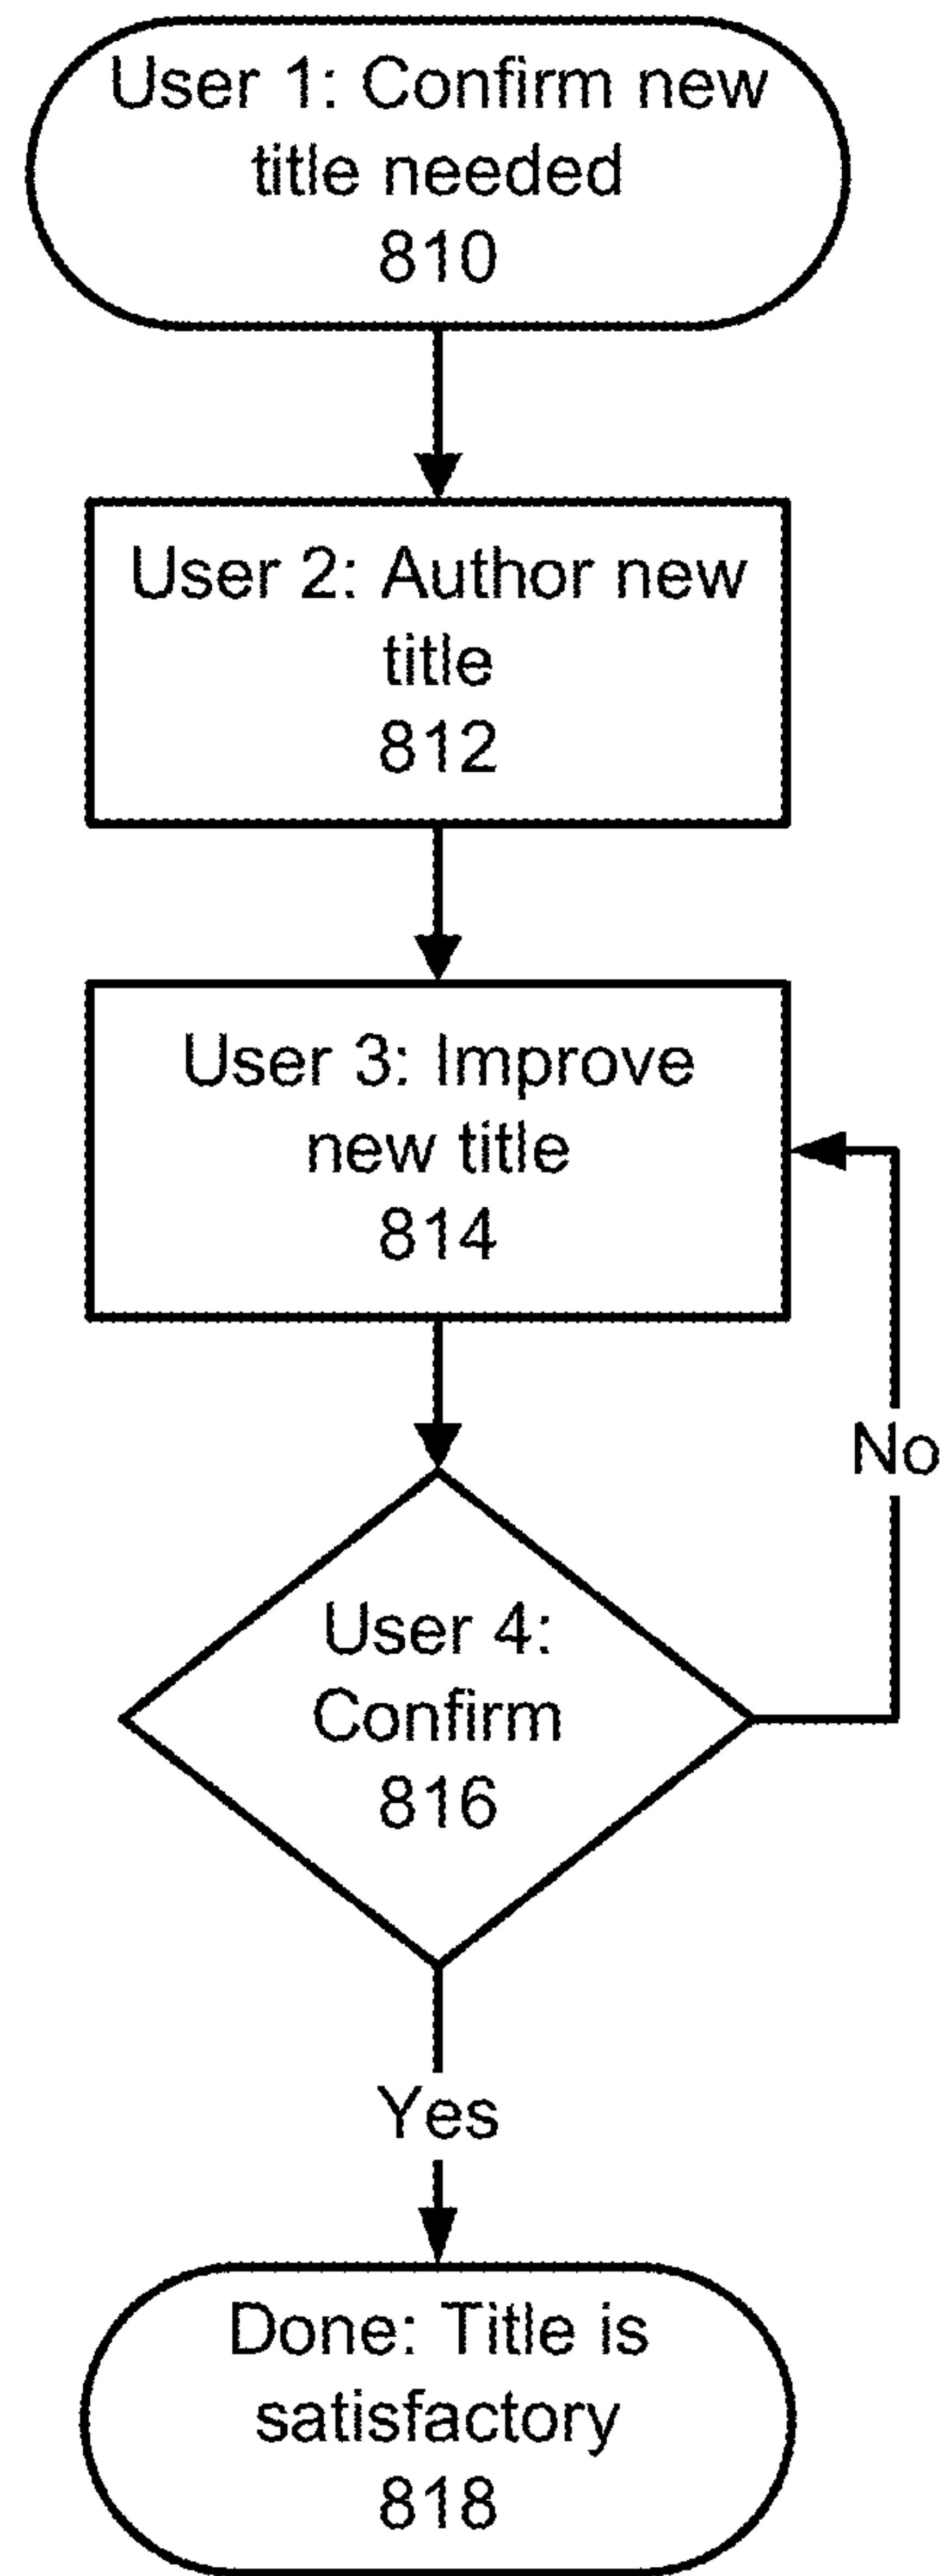 User 1: Confirm new
title needed
810
User 2: Author new
title
812
User 3: Improve
new title
814
No
User 4:
Confirm
816
Yes
Done: Title is
satisfactory
818